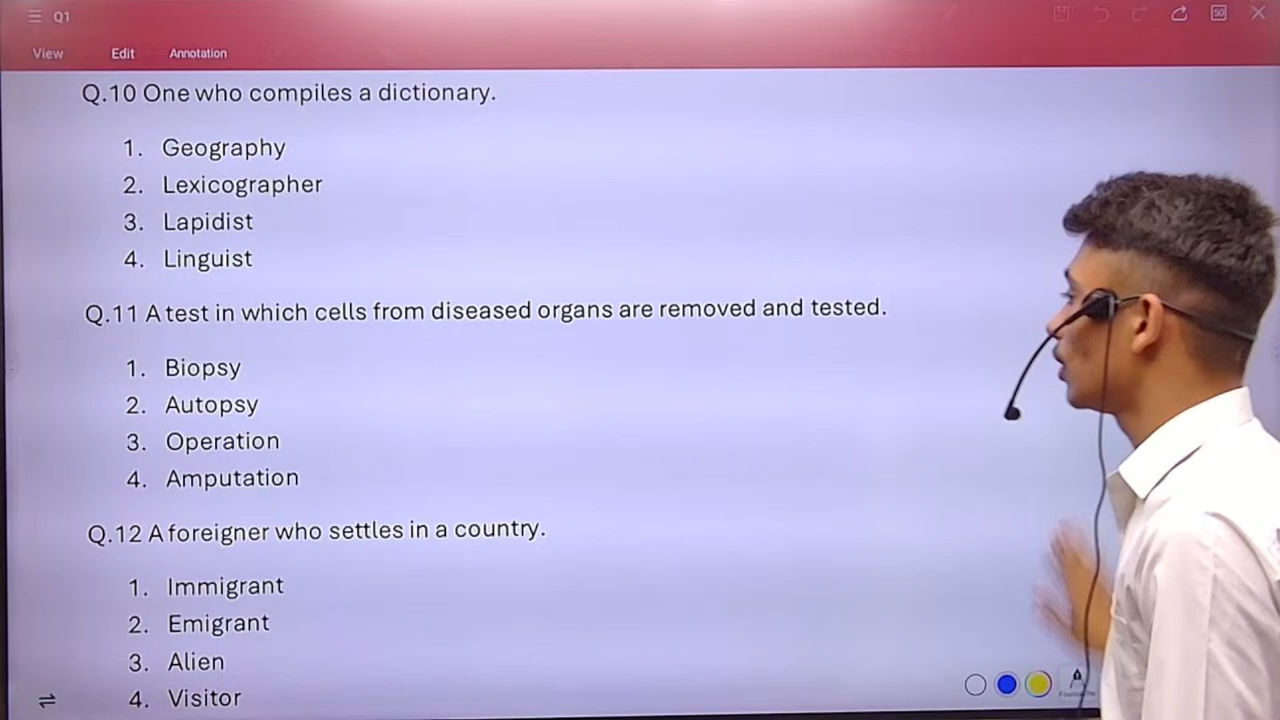 Q1
50
View Edit Annotation
Q.10 One who compiles a dictionary.
1. Geography
2. Lexicographer
3. Lapidist
4. Linguist
Q.11 A test in which cells from diseased organs are removed and tested.
1. Biopsy
2. Autopsy
3. Operation
4. Amputation
Q.12 A foreigner who settles in a country.
1. Immigrant
2. Emigrant
3. Alien
4. Visitor